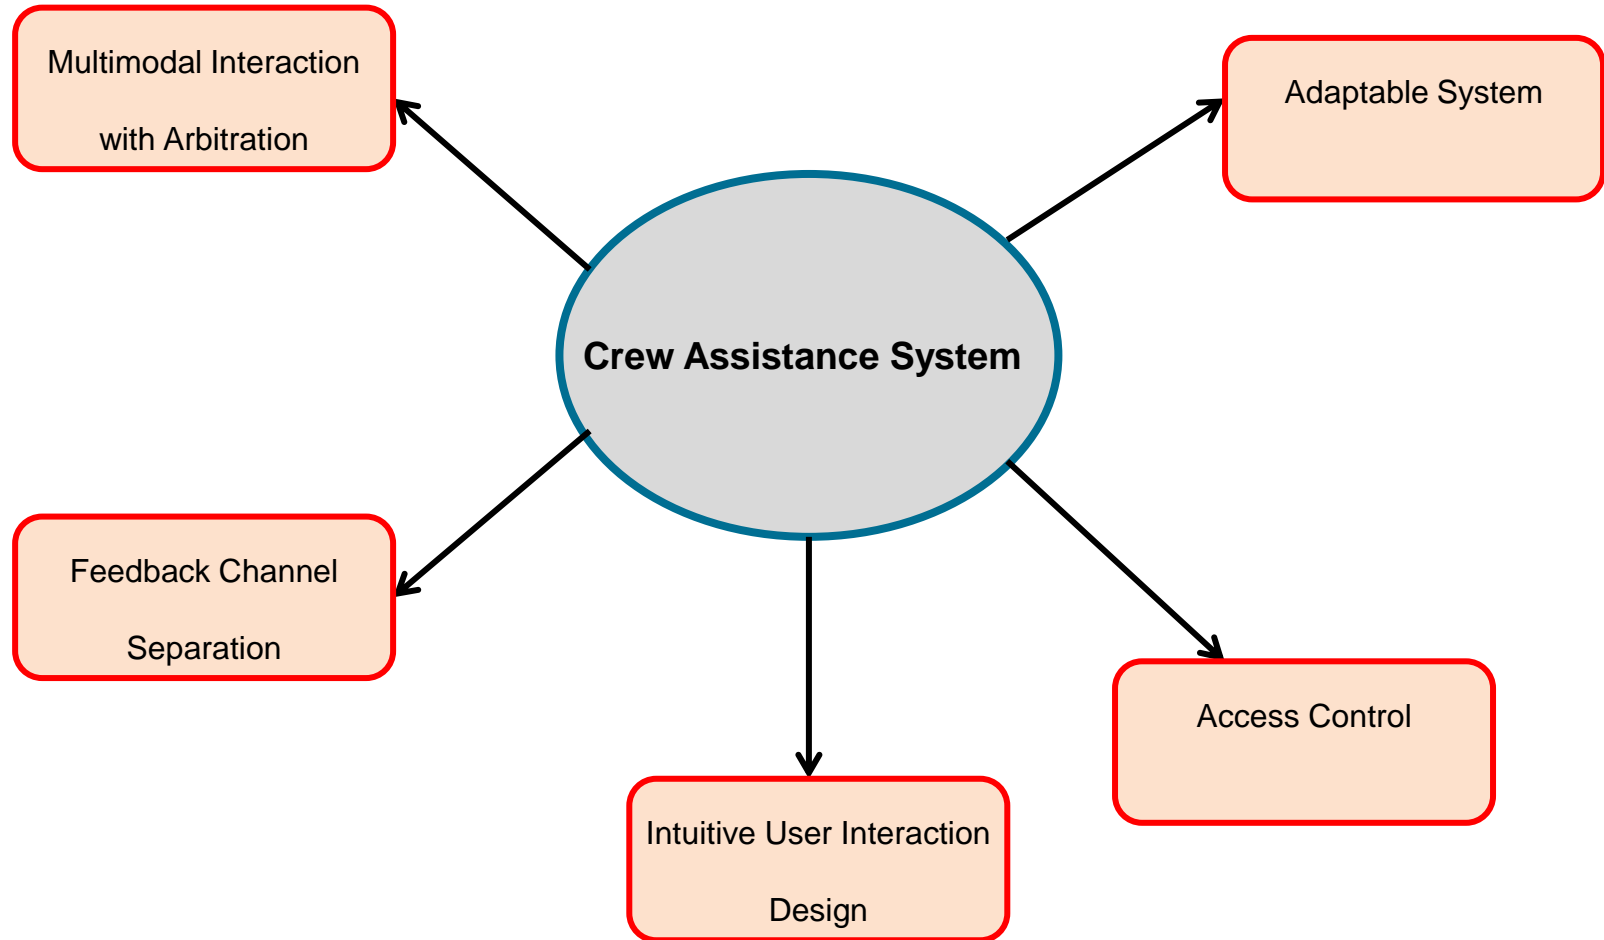 Multimodal Interaction
with Arbitration
Adaptable System
Crew Assistance System
Feedback Channel
Separation
Access Control
Intuitive User Interaction
Design